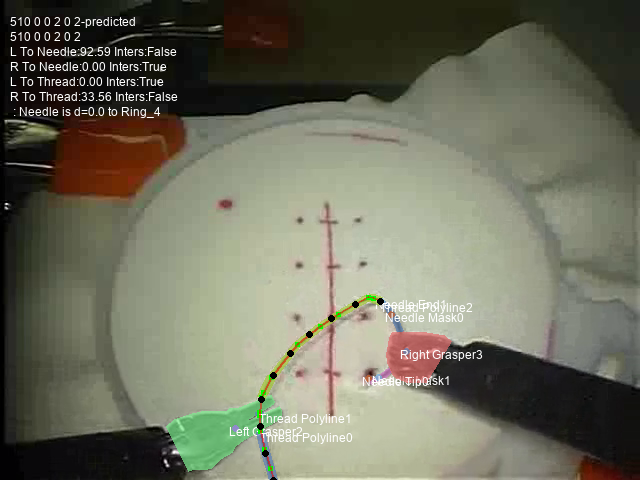 510 0 0 2 0 2-predicted
510 0 0 2 0 2
L To Needle:92.59 Inters:False
R To Needle:0.00 Inters:True
L To Thread:0.00 Inters:True
R To Thread:33.56 Inters:False
: Needle is d=0.0 to Ring_4
Needle End1
Thread Polyline2
Needle Mask0
Right Grasper3
Needle Tip0
Thread Polyline1
Left Grasper2
Thread Polyline0